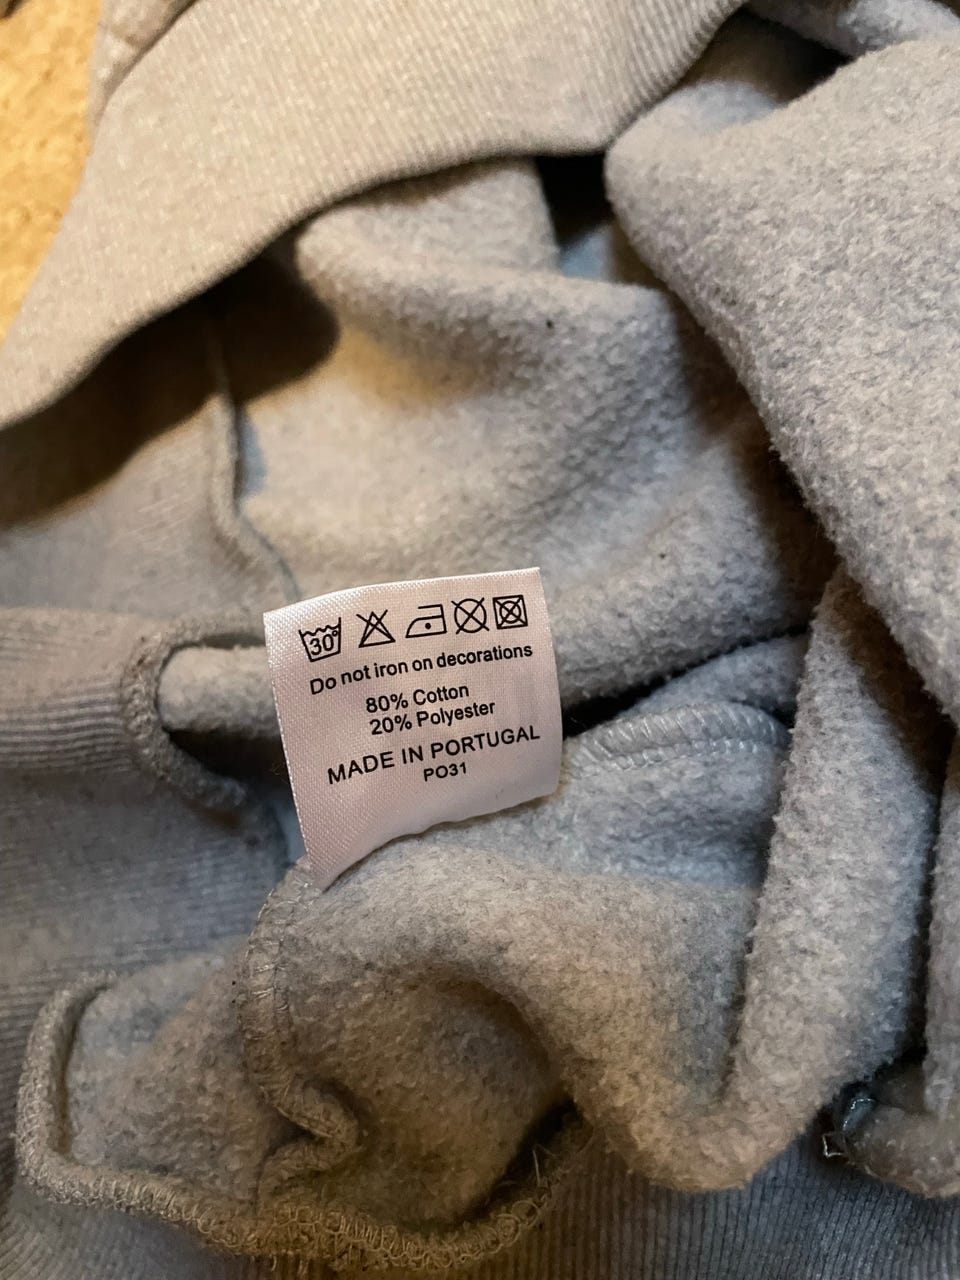 30°
Do not iron on decorations
80% Cotton
20% Polyester
MADE IN PORTUGAL
PO31